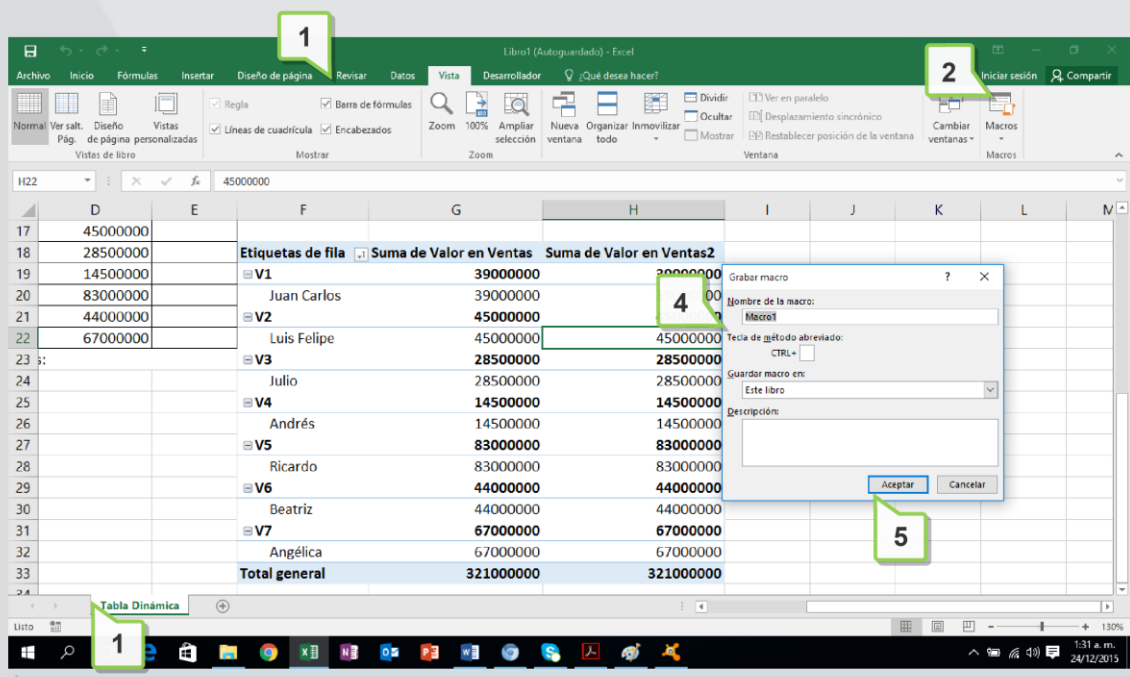 1
Libro1 (Autoguardado) - Excel
Archivo Inicio Fórmulas Insertar Diseño de página Revisar Datos Vista Desarrollador ¿Qué desea hacer? 2 Iniciar sesión Compartir
Regla Barra de fórmulas Dividir Ver en paralelo
Ocultar Desplazamiento sincrónico
Normal Ver salt. Diseño Vistas Líneas de cuadrícula Encabezados Zoom 100% Ampliar Nueva Organizar Inmovilizar Cambiar Macros
Pág. de página personalizadas selección ventana todo Mostrar Restablecer posición de la ventana ventanas
Vistas de libro Mostrar Zoom Ventana Macros
H22 fx 45000000
D E F G H I J K L M
17 45000000
18 28500000 Etiquetas de fila Suma de Valor en Ventas Suma de Valor en Ventas2
19 14500000 V1 39000000 39000000
20 83000000 Juan Carlos 39000000 00
21 44000000 V2 45000000
22 67000000 Luis Felipe 45000000 45000000
23 s: V3 28500000 28500000
24 Julio 28500000 28500000
25 V4 14500000 14500000
26 Andrés 14500000 14500000
27 V5 83000000 83000000
28 Ricardo 83000000 83000000
29 V6 44000000 44000000
30 Beatriz 44000000 44000000
31 V7 67000000 67000000
32 Angélica 67000000 67000000
33 Total general 321000000 321000000
34
Grabar macro ? ×
4
Nombre de la macro:
Macro1
Tecla de método abreviado:
CTRL+
Guardar macro en:
Este libro
Descripción:
Aceptar Cancelar
5
Tabla Dinámica
Listo 130%
1
1:31 a. m.
24/12/2015